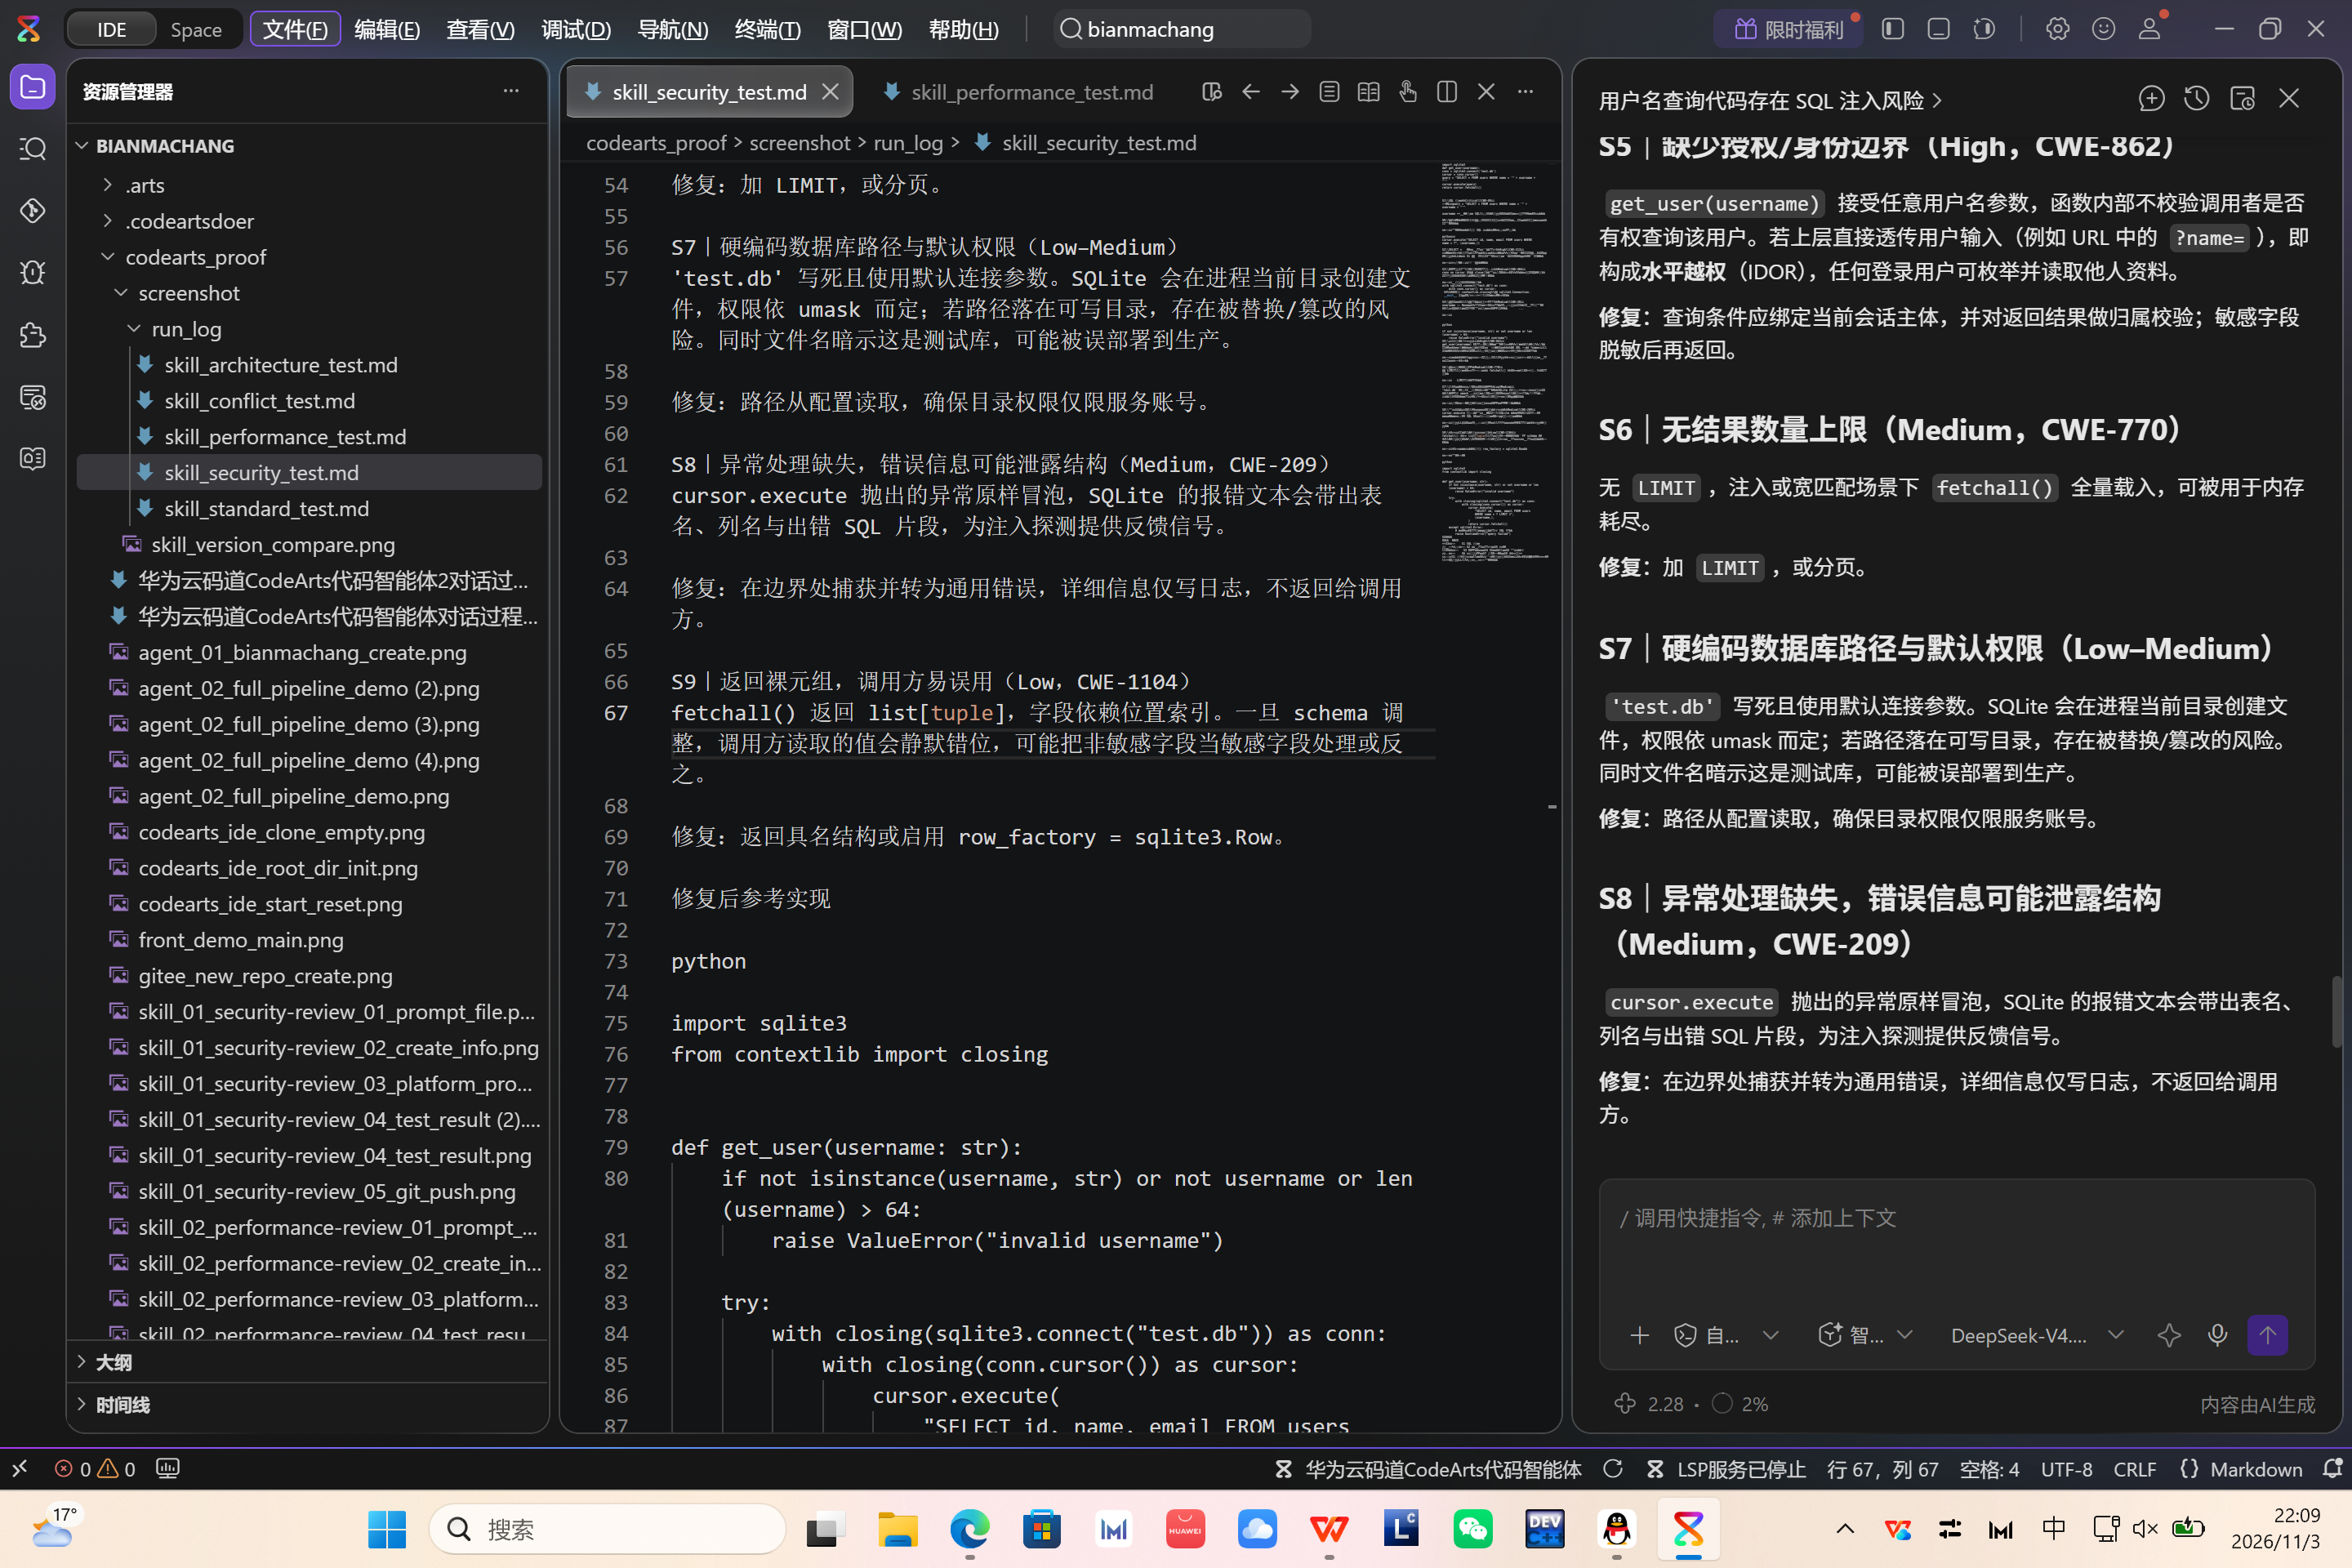 IDE Space 文件(F) 编辑(E) 查看(V) 调试(D) 导航(N) 终端(T) 窗口(W) 帮助(H) bianmachang 限时福利
资源管理器
BIANMACHANG
.arts
.codeartsdoer
codearts_proof
screenshot
run_log
skill_architecture_test.md
skill_conflict_test.md
skill_performance_test.md
skill_security_test.md
skill_standard_test.md
skill_version_compare.png
华为云码道CodeArts代码智能体2对话过...
华为云码道CodeArts代码智能体对话过程...
agent_01_bianmachang_create.png
agent_02_full_pipeline_demo (2).png
agent_02_full_pipeline_demo (3).png
agent_02_full_pipeline_demo (4).png
agent_02_full_pipeline_demo.png
codearts_ide_clone_empty.png
codearts_ide_root_dir_init.png
codearts_ide_start_reset.png
front_demo_main.png
gitee_new_repo_create.png
skill_01_security-review_01_prompt_file.p...
skill_01_security-review_02_create_info.png
skill_01_security-review_03_platform_pro...
skill_01_security-review_04_test_result (2)....
skill_01_security-review_04_test_result.png
skill_01_security-review_05_git_push.png
skill_02_performance-review_01_prompt_...
skill_02_performance-review_02_create_in...
skill_02_performance-review_03_platform...
skill_02_performance-review_04_test_resu
大纲
时间线
skill_security_test.md skill_performance_test.md
codearts_proof > screenshot > run_log > skill_security_test.md
54 修复：加 LIMIT，或分页。
55
56 S7｜硬编码数据库路径与默认权限（Low–Medium）
57 'test.db' 写死且使用默认连接参数。SQLite 会在进程当前目录创建文
件，权限依 umask 而定；若路径落在可写目录，存在被替换/篡改的风
险。同时文件名暗示这是测试库，可能被误部署到生产。
58
59 修复：路径从配置读取，确保目录权限仅限服务账号。
60
61 S8｜异常处理缺失，错误信息可能泄露结构（Medium，CWE-209）
62 cursor.execute 抛出的异常原样冒泡，SQLite 的报错文本会带出表
名、列名与出错 SQL 片段，为注入探测提供反馈信号。
63
64 修复：在边界处捕获并转为通用错误，详细信息仅写日志，不返回给调用
方。
65
66 S9｜返回裸元组，调用方易误用（Low，CWE-1104）
67 fetchall() 返回 list[tuple]，字段依赖位置索引。一旦 schema 调
整，调用方读取的值会静默错位，可能把非敏感字段当敏感字段处理或反
之。
68
69 修复：返回具名结构或启用 row_factory = sqlite3.Row。
70
71 修复后参考实现
72
73 python
74
75 import sqlite3
76 from contextlib import closing
77
78
79 def get_user(username: str):
80 if not isinstance(username, str) or not username or len
(username) > 64:
81 raise ValueError("invalid username")
82
83 try:
84 with closing(sqlite3.connect("test.db")) as conn:
85 with closing(conn.cursor()) as cursor:
86 cursor.execute(
87 "SELECT id, name, email FROM users
用户名查询代码存在 SQL 注入风险
S5｜缺少授权/身份边界（High，CWE-862）
get_user(username) 接受任意用户名参数，函数内部不校验调用者是否
有权查询该用户。若上层直接透传用户输入（例如 URL 中的 ?name= ），即
构成水平越权（IDOR），任何登录用户可枚举并读取他人资料。
修复：查询条件应绑定当前会话主体，并对返回结果做归属校验；敏感字段
脱敏后再返回。
S6｜无结果数量上限（Medium，CWE-770）
无 LIMIT ，注入或宽匹配场景下 fetchall() 全量载入，可被用于内存
耗尽。
修复：加 LIMIT ，或分页。
S7｜硬编码数据库路径与默认权限（Low–Medium）
'test.db' 写死且使用默认连接参数。SQLite 会在进程当前目录创建文
件，权限依 umask 而定；若路径落在可写目录，存在被替换/篡改的风险。
同时文件名暗示这是测试库，可能被误部署到生产。
修复：路径从配置读取，确保目录权限仅限服务账号。
S8｜异常处理缺失，错误信息可能泄露结构
（Medium，CWE-209）
cursor.execute 抛出的异常原样冒泡，SQLite 的报错文本会带出表名、
列名与出错 SQL 片段，为注入探测提供反馈信号。
修复：在边界处捕获并转为通用错误，详细信息仅写日志，不返回给调用
方。
/ 调用快捷指令, # 添加上下文
自... 智... DeepSeek-V4....
2.28 · 2% 内容由AI生成
0 0 华为云码道CodeArts代码智能体 LSP服务已停止 行 67，列 67 空格: 4 UTF-8 CRLF {} Markdown
17° 搜索 HUAWEI LC DEV C++ 中 22:09
2026/11/3